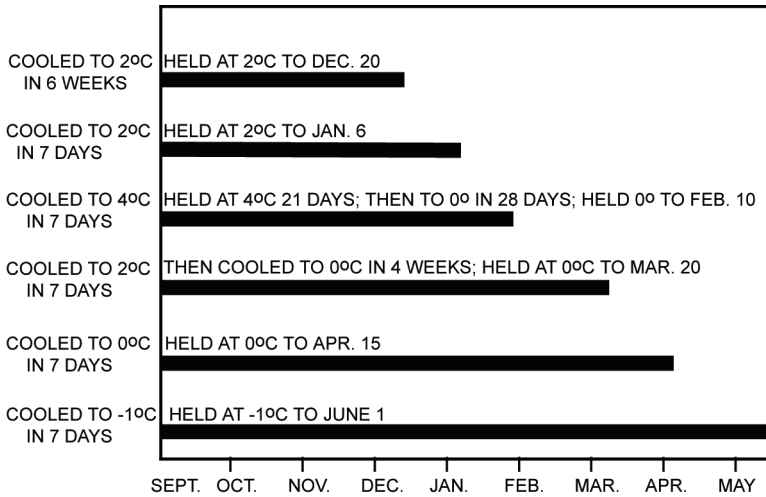 COOLED TO 2ºC HELD AT 2ºC TO DEC. 20
IN 6 WEEKS
COOLED TO 2ºC HELD AT 2ºC TO JAN. 6
IN 7 DAYS
COOLED TO 4ºC HELD AT 4ºC 21 DAYS; THEN TO 0º IN 28 DAYS; HELD 0º TO FEB. 10
IN 7 DAYS
COOLED TO 2ºC THEN COOLED TO 0ºC IN 4 WEEKS; HELD AT 0ºC TO MAR. 20
IN 7 DAYS
COOLED TO 0ºC HELD AT 0ºC TO APR. 15
IN 7 DAYS
COOLED TO -1ºC HELD AT -1ºC TO JUNE 1
IN 7 DAYS
SEPT. OCT. NOV. DEC. JAN. FEB. MAR. APR. MAY